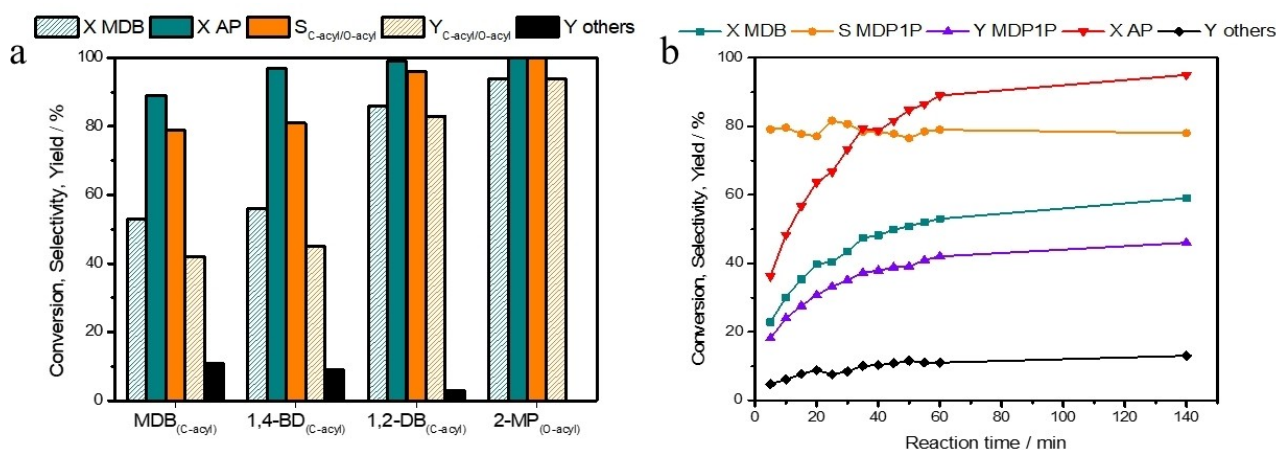 X MDB X AP S C-acyl/O-acyl Y C-acyl/O-acyl Y others
a
100
80
60
40
20
0
Conversion, Selectivity, Yield / %
MDB(C-acyl) 1,4-BD(C-acyl) 1,2-DB(C-acyl) 2-MP(O-acyl)
X MDB S MDP1P Y MDP1P X AP Y others
b
100
80
60
40
20
0
Conversion, Selectivity, Yield / %
0 20 40 60 80 100 120 140
Reaction time / min